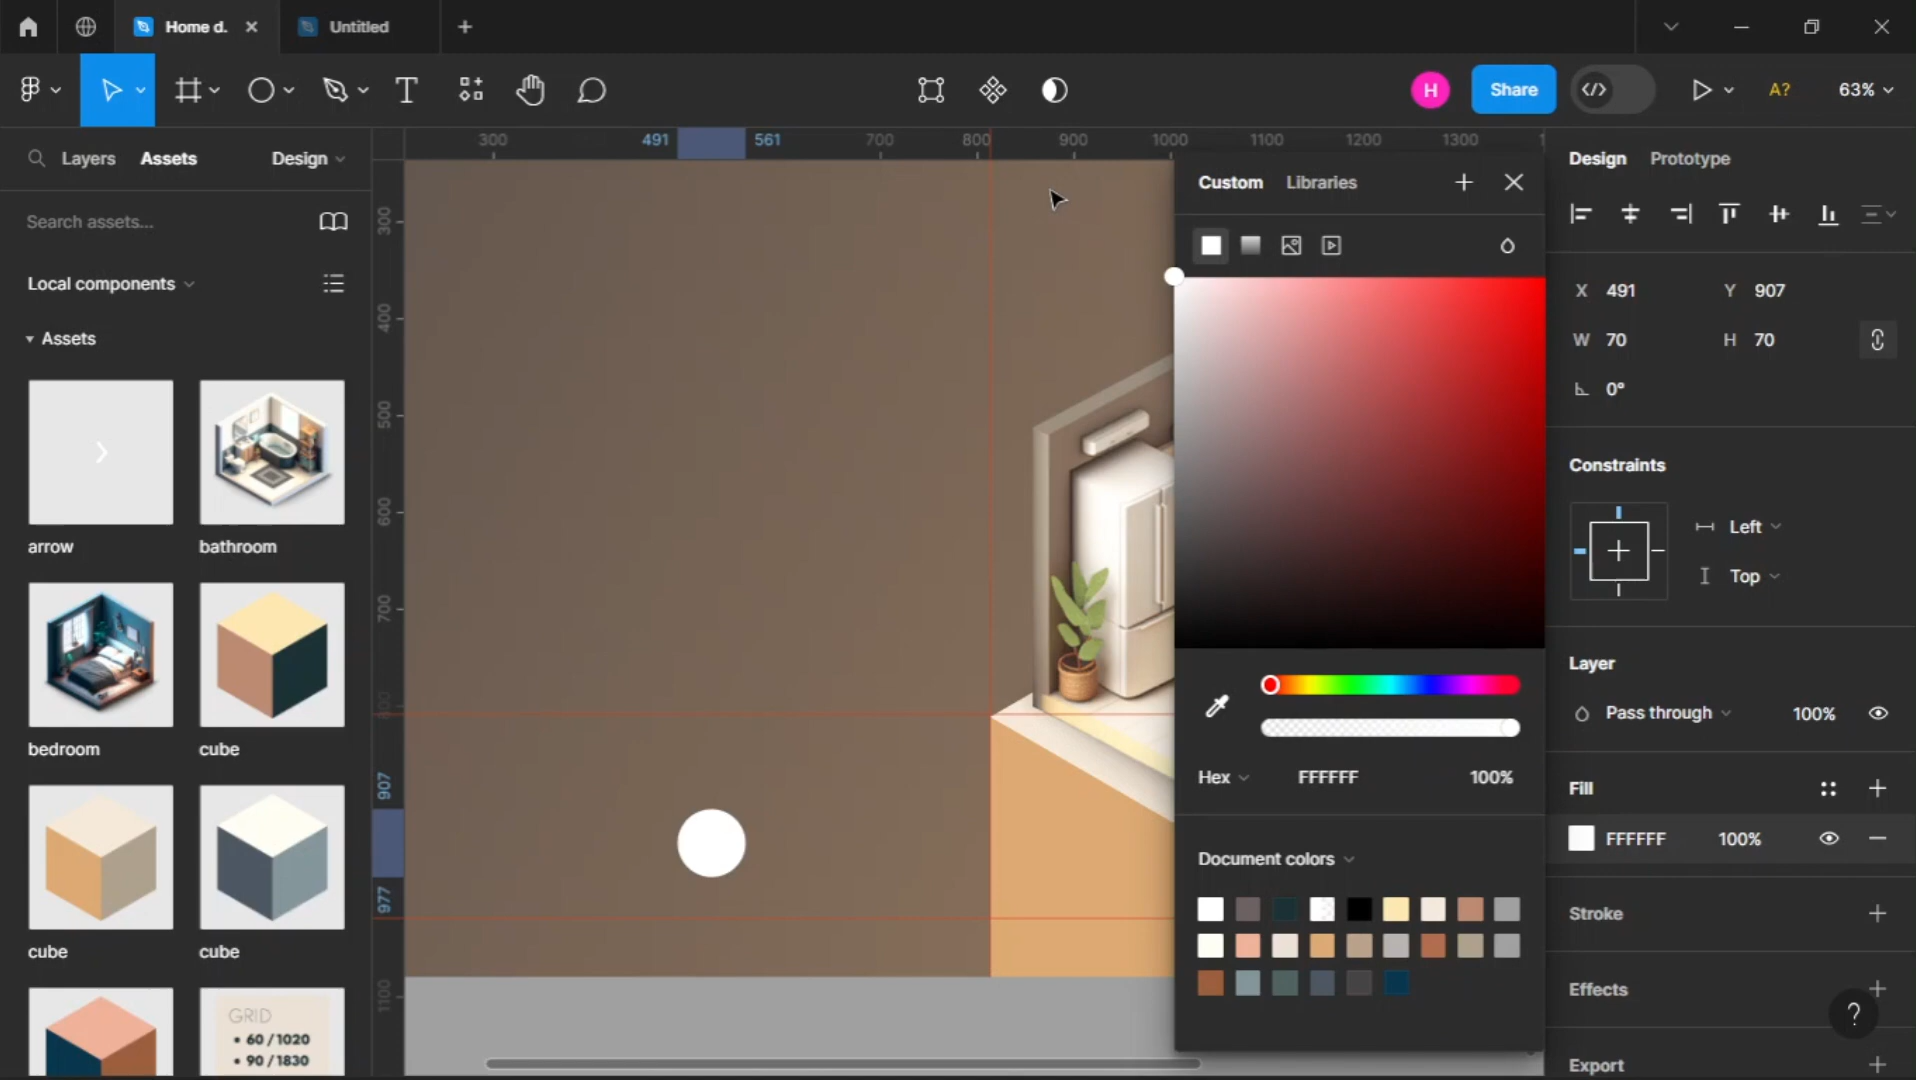 Home d.
Untitled
H
Share
A?
63%
Layers
Assets
Design
Search assets...
Local components
Assets
arrow
bathroom
bedroom
cube
cube
cube
GRID
• 60 / 1020
• 90 / 1830
300
491
561
700
800
900
1000
1100
1200
1300
300
400
500
600
700
907
977
1100
Custom
Libraries
Hex
FFFFFF
100%
Document colors
Design
Prototype
X 491
Y 907
W 70
H 70
0°
Constraints
Left
Top
Layer
Pass through
100%
Fill
FFFFFF
100%
Stroke
Effects
?
Export